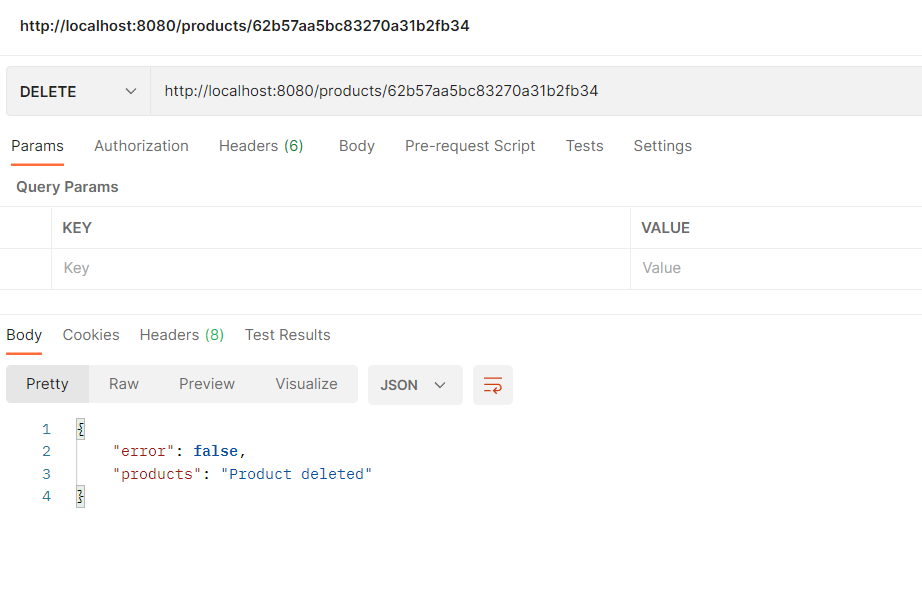 http://localhost:8080/products/62b57aa5bc83270a31b2fb34
DELETE http://localhost:8080/products/62b57aa5bc83270a31b2fb34
Params Authorization Headers (6) Body Pre-request Script Tests Settings
Query Params
KEY VALUE
Key Value
Body Cookies Headers (8) Test Results
Pretty Raw Preview Visualize JSON
1 {
2 "error": false,
3 "products": "Product deleted"
4 }